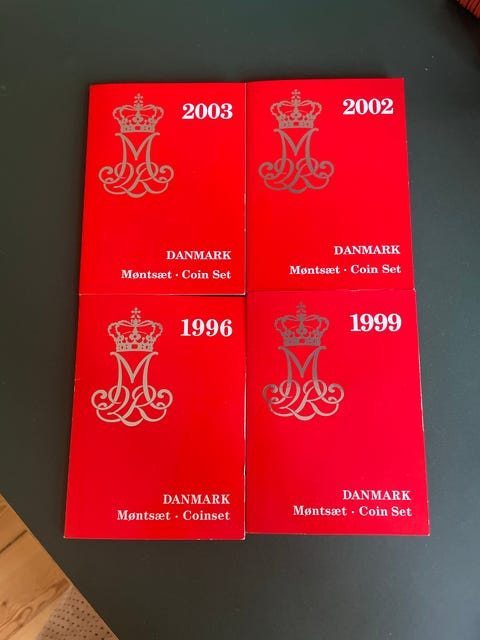 2003
DANMARK
Møntsæt · Coin Set
2002
DANMARK
Møntsæt · Coin Set
1996
DANMARK
Møntsæt · Coinset
1999
DANMARK
Møntsæt · Coin Set